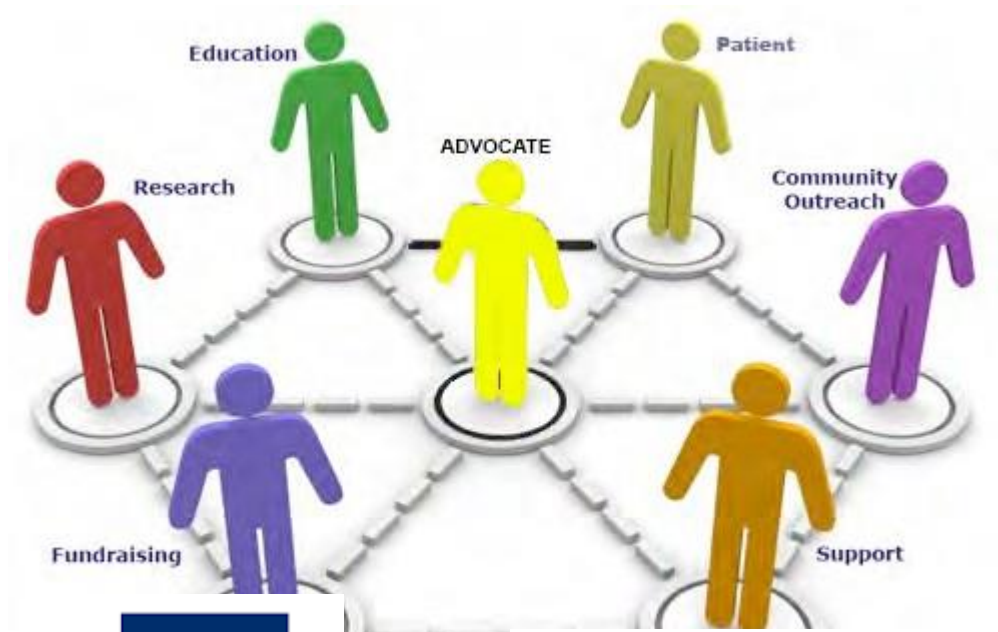 Education
Patient
ADVOCATE
Research
Community
Outreach
Fundraising
Support